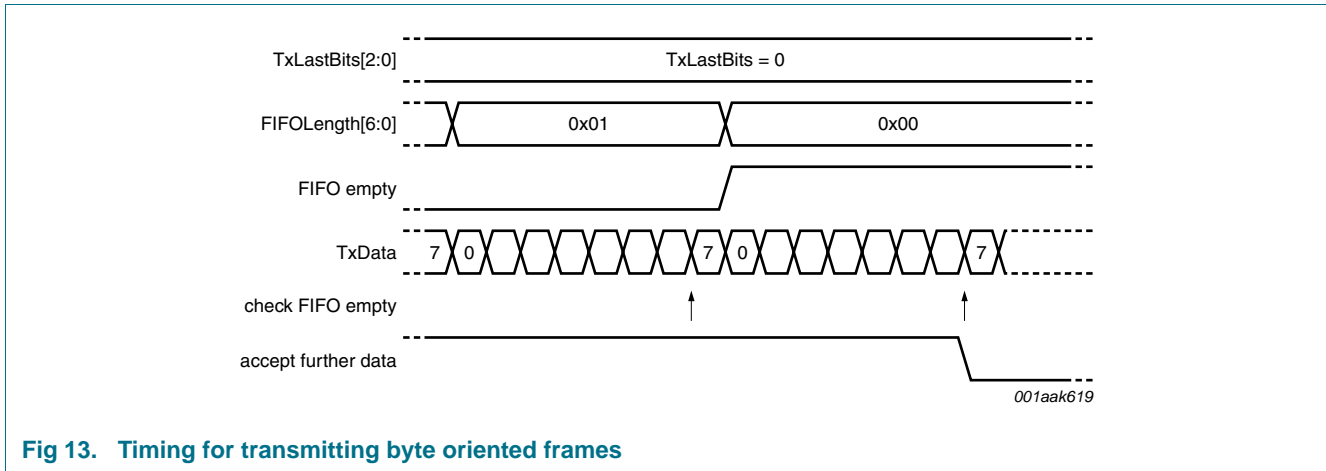 TxLastBits[2:0] TxLastBits = 0
FIFOLength[6:0] 0x01 0x00
FIFO empty
TxData 7 0 7 0 7
check FIFO empty
accept further data
001aak619
Fig 13. Timing for transmitting byte oriented frames